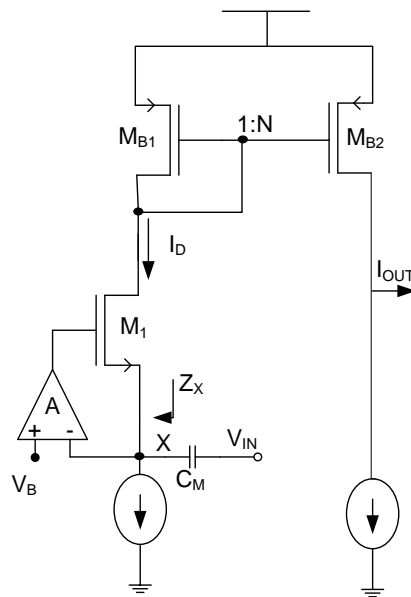 1:N
M_B1
M_B2
I_D
I_OUT
M_1
Z_X
A
+ -
X
V_IN
V_B
C_M